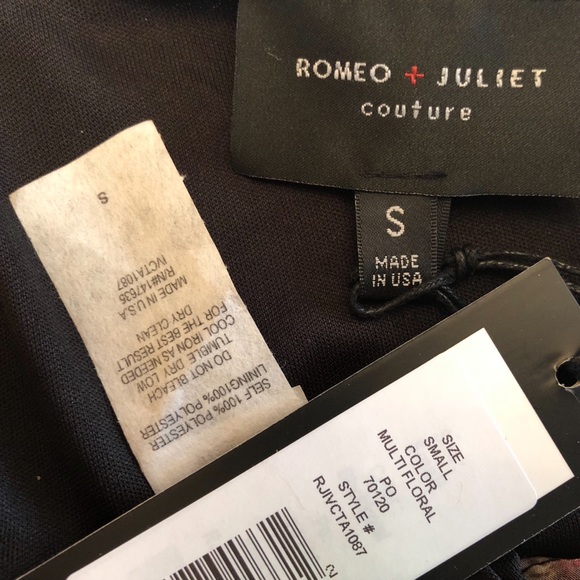 ROMEO + JULIET
couture
S
MADE
IN USA
S
IVCTA1087
RN#147635
MADE IN U.S.A
DRY CLEAN
FOR THE BEST RESULT
COOL IRON AS NEEDED
TUMBLE DRY LOW
DO NOT BLEACH
LINING100% POLYESTER
SELF 100% POLYESTER
SIZE
SMALL
COLOR
MULTI FLORAL
PO
70120
STYLE #
RJIVCTA1087
2